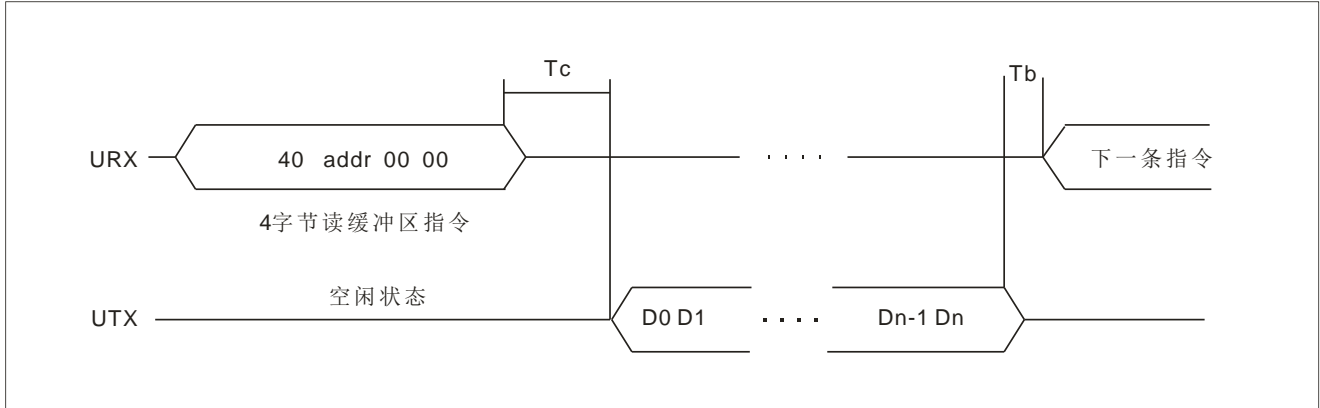 Tc
Tb
URX 40 addr 00 00 . . . . 下一条指令
4字节读缓冲区指令
空闲状态
UTX D0 D1 . . . . Dn-1 Dn